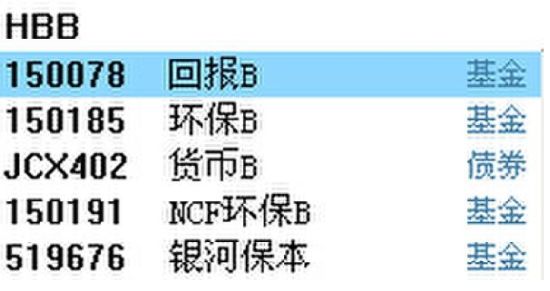 HBB
150078 回报B 基金
150185 环保B 基金
JCX402 货币B 债券
150191 NCF环保B 基金
519676 银河保本 基金